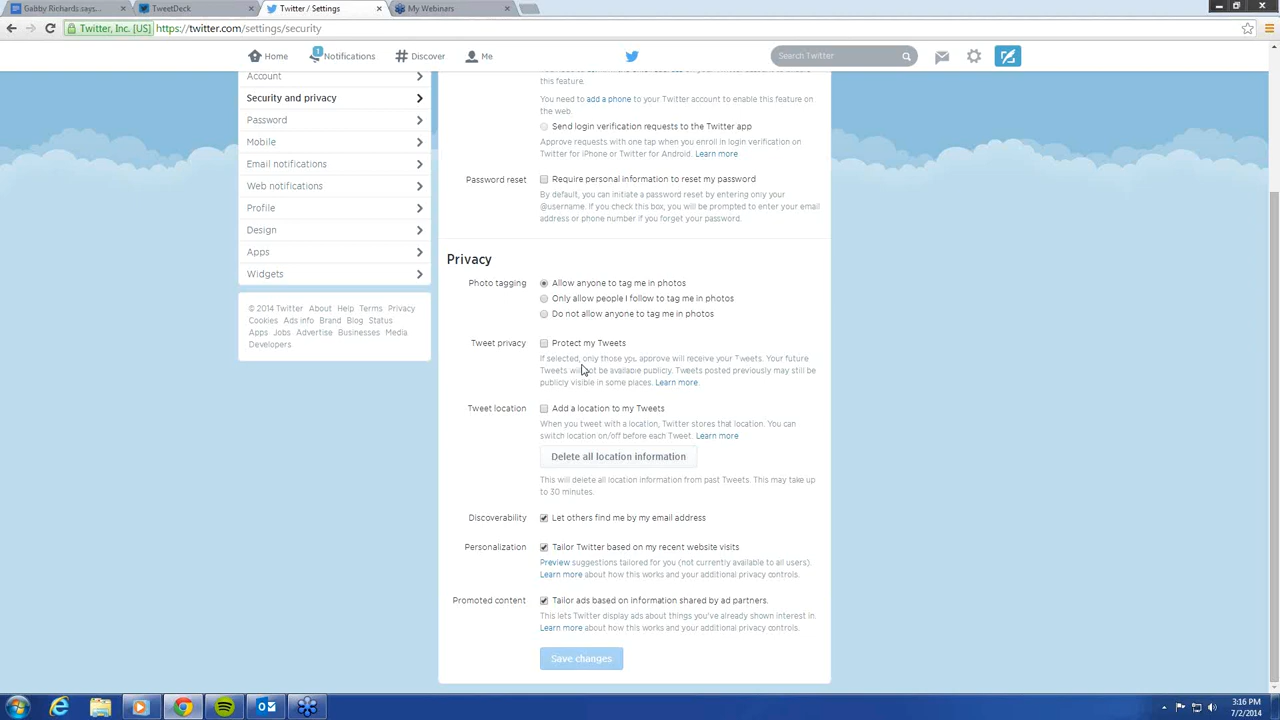 Gabby Richards says...
TweetDeck
Twitter / Settings
My Webinars
Twitter, Inc. [US]
https://twitter.com/settings/security
Home
1
Notifications
Discover
Me
Search Twitter
Account
Security and privacy
Password
Mobile
Email notifications
Web notifications
Profile
Design
Apps
Widgets
© 2014 Twitter About Help Terms Privacy
Cookies Ads info Brand Blog Status
Apps Jobs Advertise Businesses Media
Developers
this feature.
You need to add a phone to your Twitter account to enable this feature on
the web.
Send login verification requests to the Twitter app
Approve requests with one tap when you enroll in login verification on
Twitter for iPhone or Twitter for Android. Learn more
Password reset
Require personal information to reset my password
By default, you can initiate a password reset by entering only your
@username. If you check this box, you will be prompted to enter your email
address or phone number if you forget your password.
Privacy
Photo tagging
Allow anyone to tag me in photos
Only allow people I follow to tag me in photos
Do not allow anyone to tag me in photos
Tweet privacy
Protect my Tweets
If selected, only those you approve will receive your Tweets. Your future
Tweets will not be available publicly. Tweets posted previously may still be
publicly visible in some places. Learn more.
Tweet location
Add a location to my Tweets
When you tweet with a location, Twitter stores that location. You can
switch location on/off before each Tweet. Learn more
Delete all location information
This will delete all location information from past Tweets. This may take up
to 30 minutes.
Discoverability
Let others find me by my email address
Personalization
Tailor Twitter based on my recent website visits
Preview suggestions tailored for you (not currently available to all users).
Learn more about how this works and your additional privacy controls.
Promoted content
Tailor ads based on information shared by ad partners.
This lets Twitter display ads about things you've already shown interest in.
Learn more about how this works and your additional privacy controls.
Save changes
3:16 PM
7/2/2014